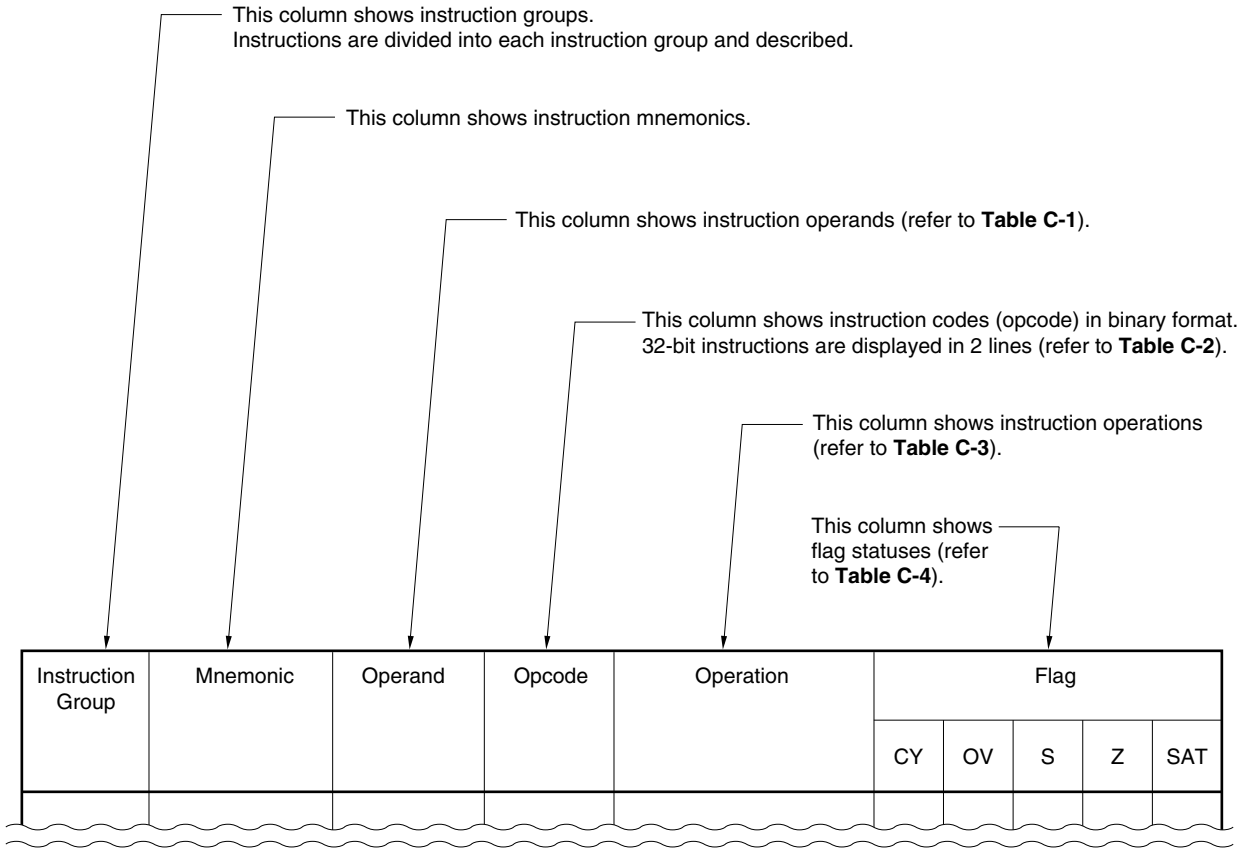 This column shows instruction groups.
Instructions are divided into each instruction group and described.
This column shows instruction mnemonics.
This column shows instruction operands (refer to Table C-1).
This column shows instruction codes (opcode) in binary format.
32-bit instructions are displayed in 2 lines (refer to Table C-2).
This column shows instruction operations
(refer to Table C-3).
This column shows
flag statuses (refer
to Table C-4).
Instruction
Group
Mnemonic
Operand
Opcode
Operation
Flag
CY
OV
S
Z
SAT